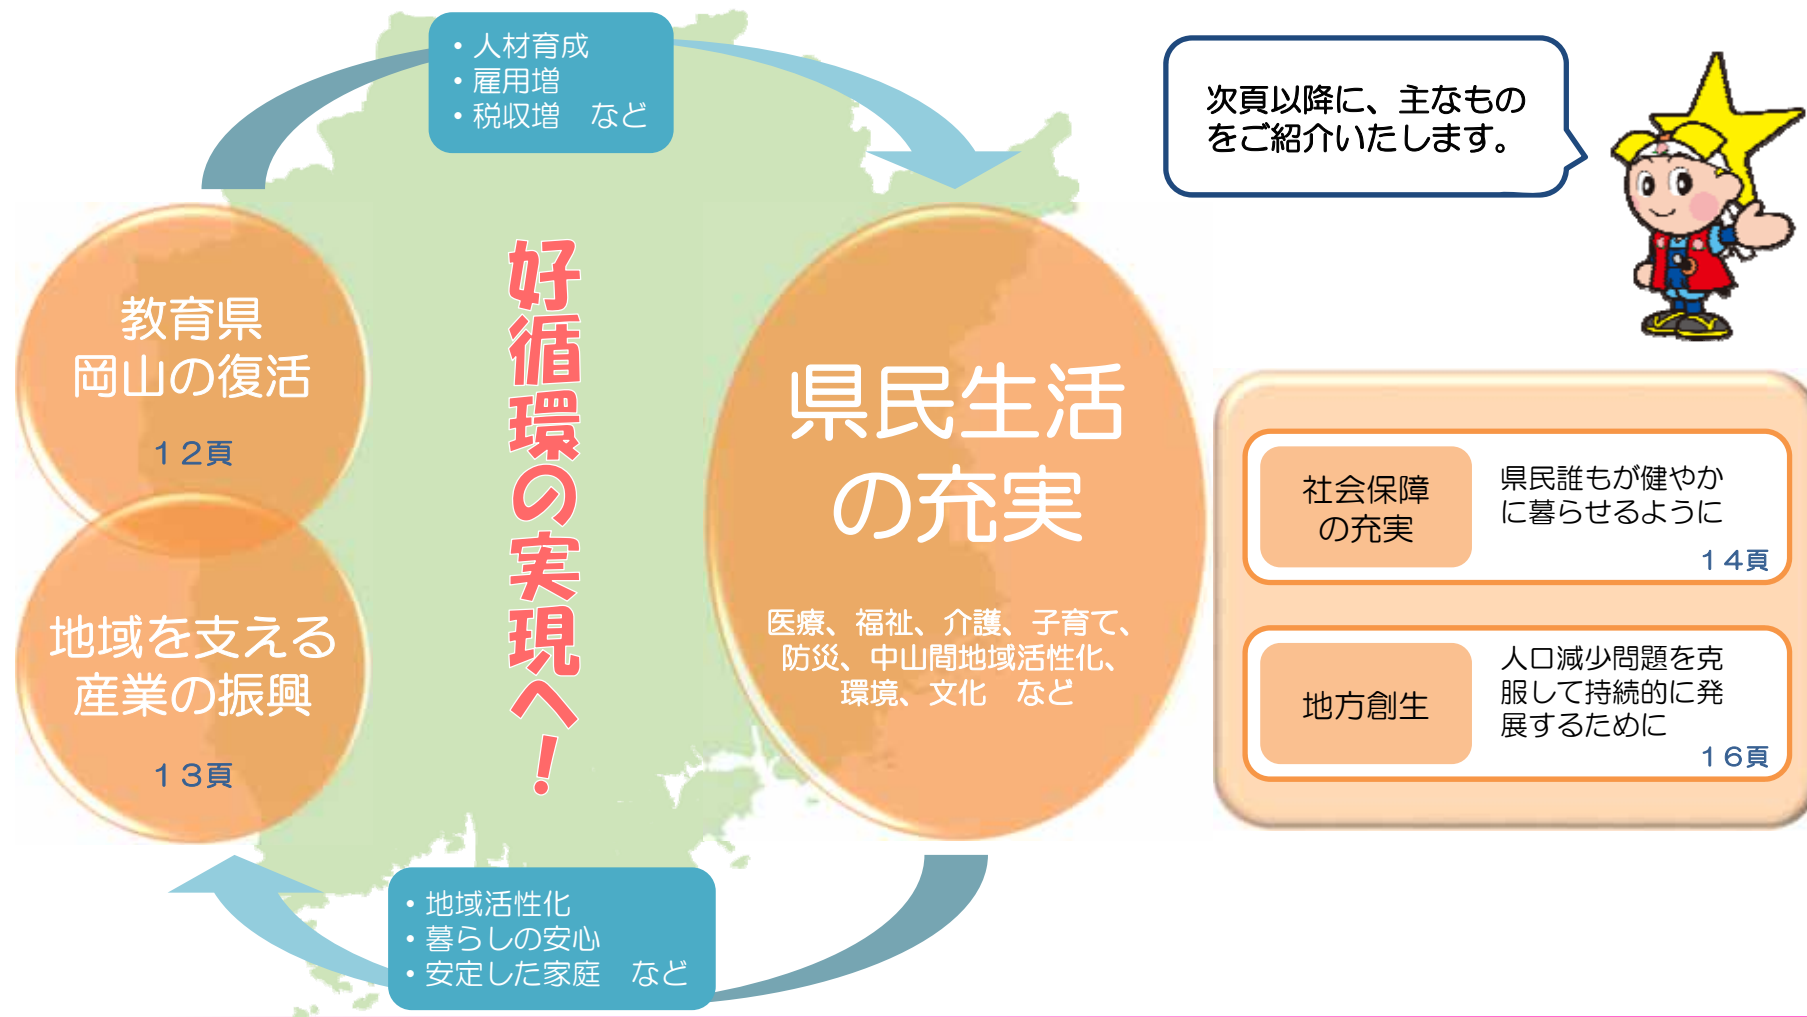 ・人材育成
・雇用増
・税収増　など
次頁以降に、主なもの
をご紹介いたします。
教育県
岡山の復活
１２頁
地域を支える
産業の振興
１３頁
好循環の実現へ！
県民生活
の充実
医療、福祉、介護、子育て、
防災、中山間地域活性化、
環境、文化　など
社会保障
の充実
県民誰もが健やか
に暮らせるように
１４頁
地方創生
人口減少問題を克
服して持続的に発
展するために
１６頁
・地域活性化
・暮らしの安心
・安定した家庭　など